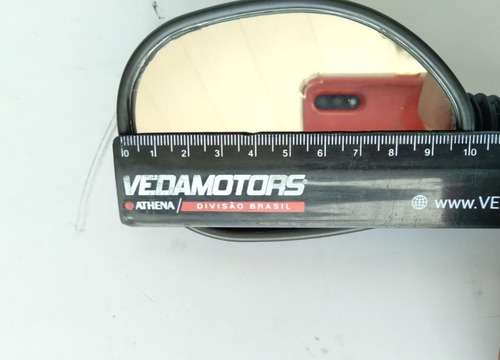 0 1 2 3 4 5 6 7 8 9 10
VEDAMOTORS
ATHENA/ DIVISÃO BRASIL
www.VE